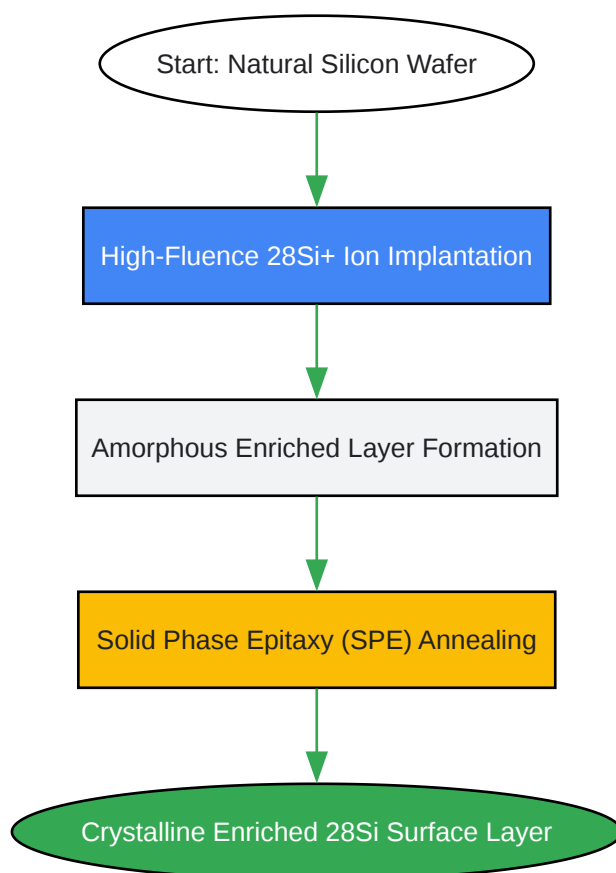 Start: Natural Silicon Wafer
High-Fluence 28Si+ Ion Implantation
Amorphous Enriched Layer Formation
Solid Phase Epitaxy (SPE) Annealing
Crystalline Enriched 28Si Surface Layer